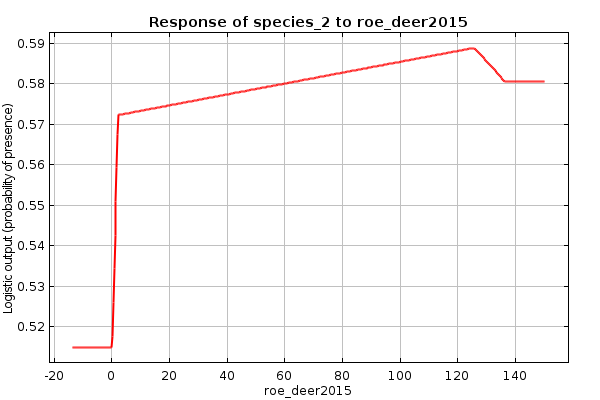 Response of species_2 to roe_deer2015
Logistic output (probability of presence)
0.59
0.58
0.57
0.56
0.55
0.54
0.53
0.52
-20 0 20 40 60 80 100 120 140
roe_deer2015